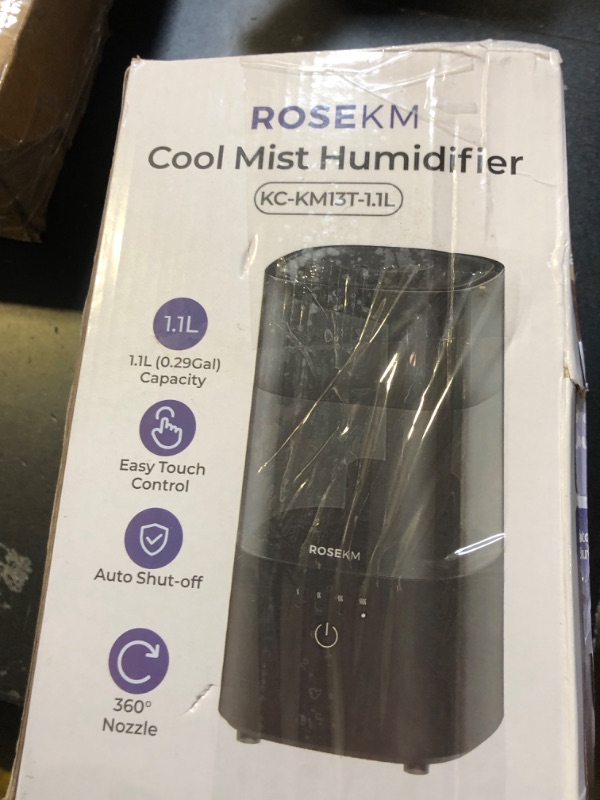 ROSEKM
Cool Mist Humidifier
KC-KM13T-1.1L
1.1L
1.1L (0.29Gal)
Capacity
Easy Touch
Control
Auto Shut-off
360°
Nozzle
ROSEKM